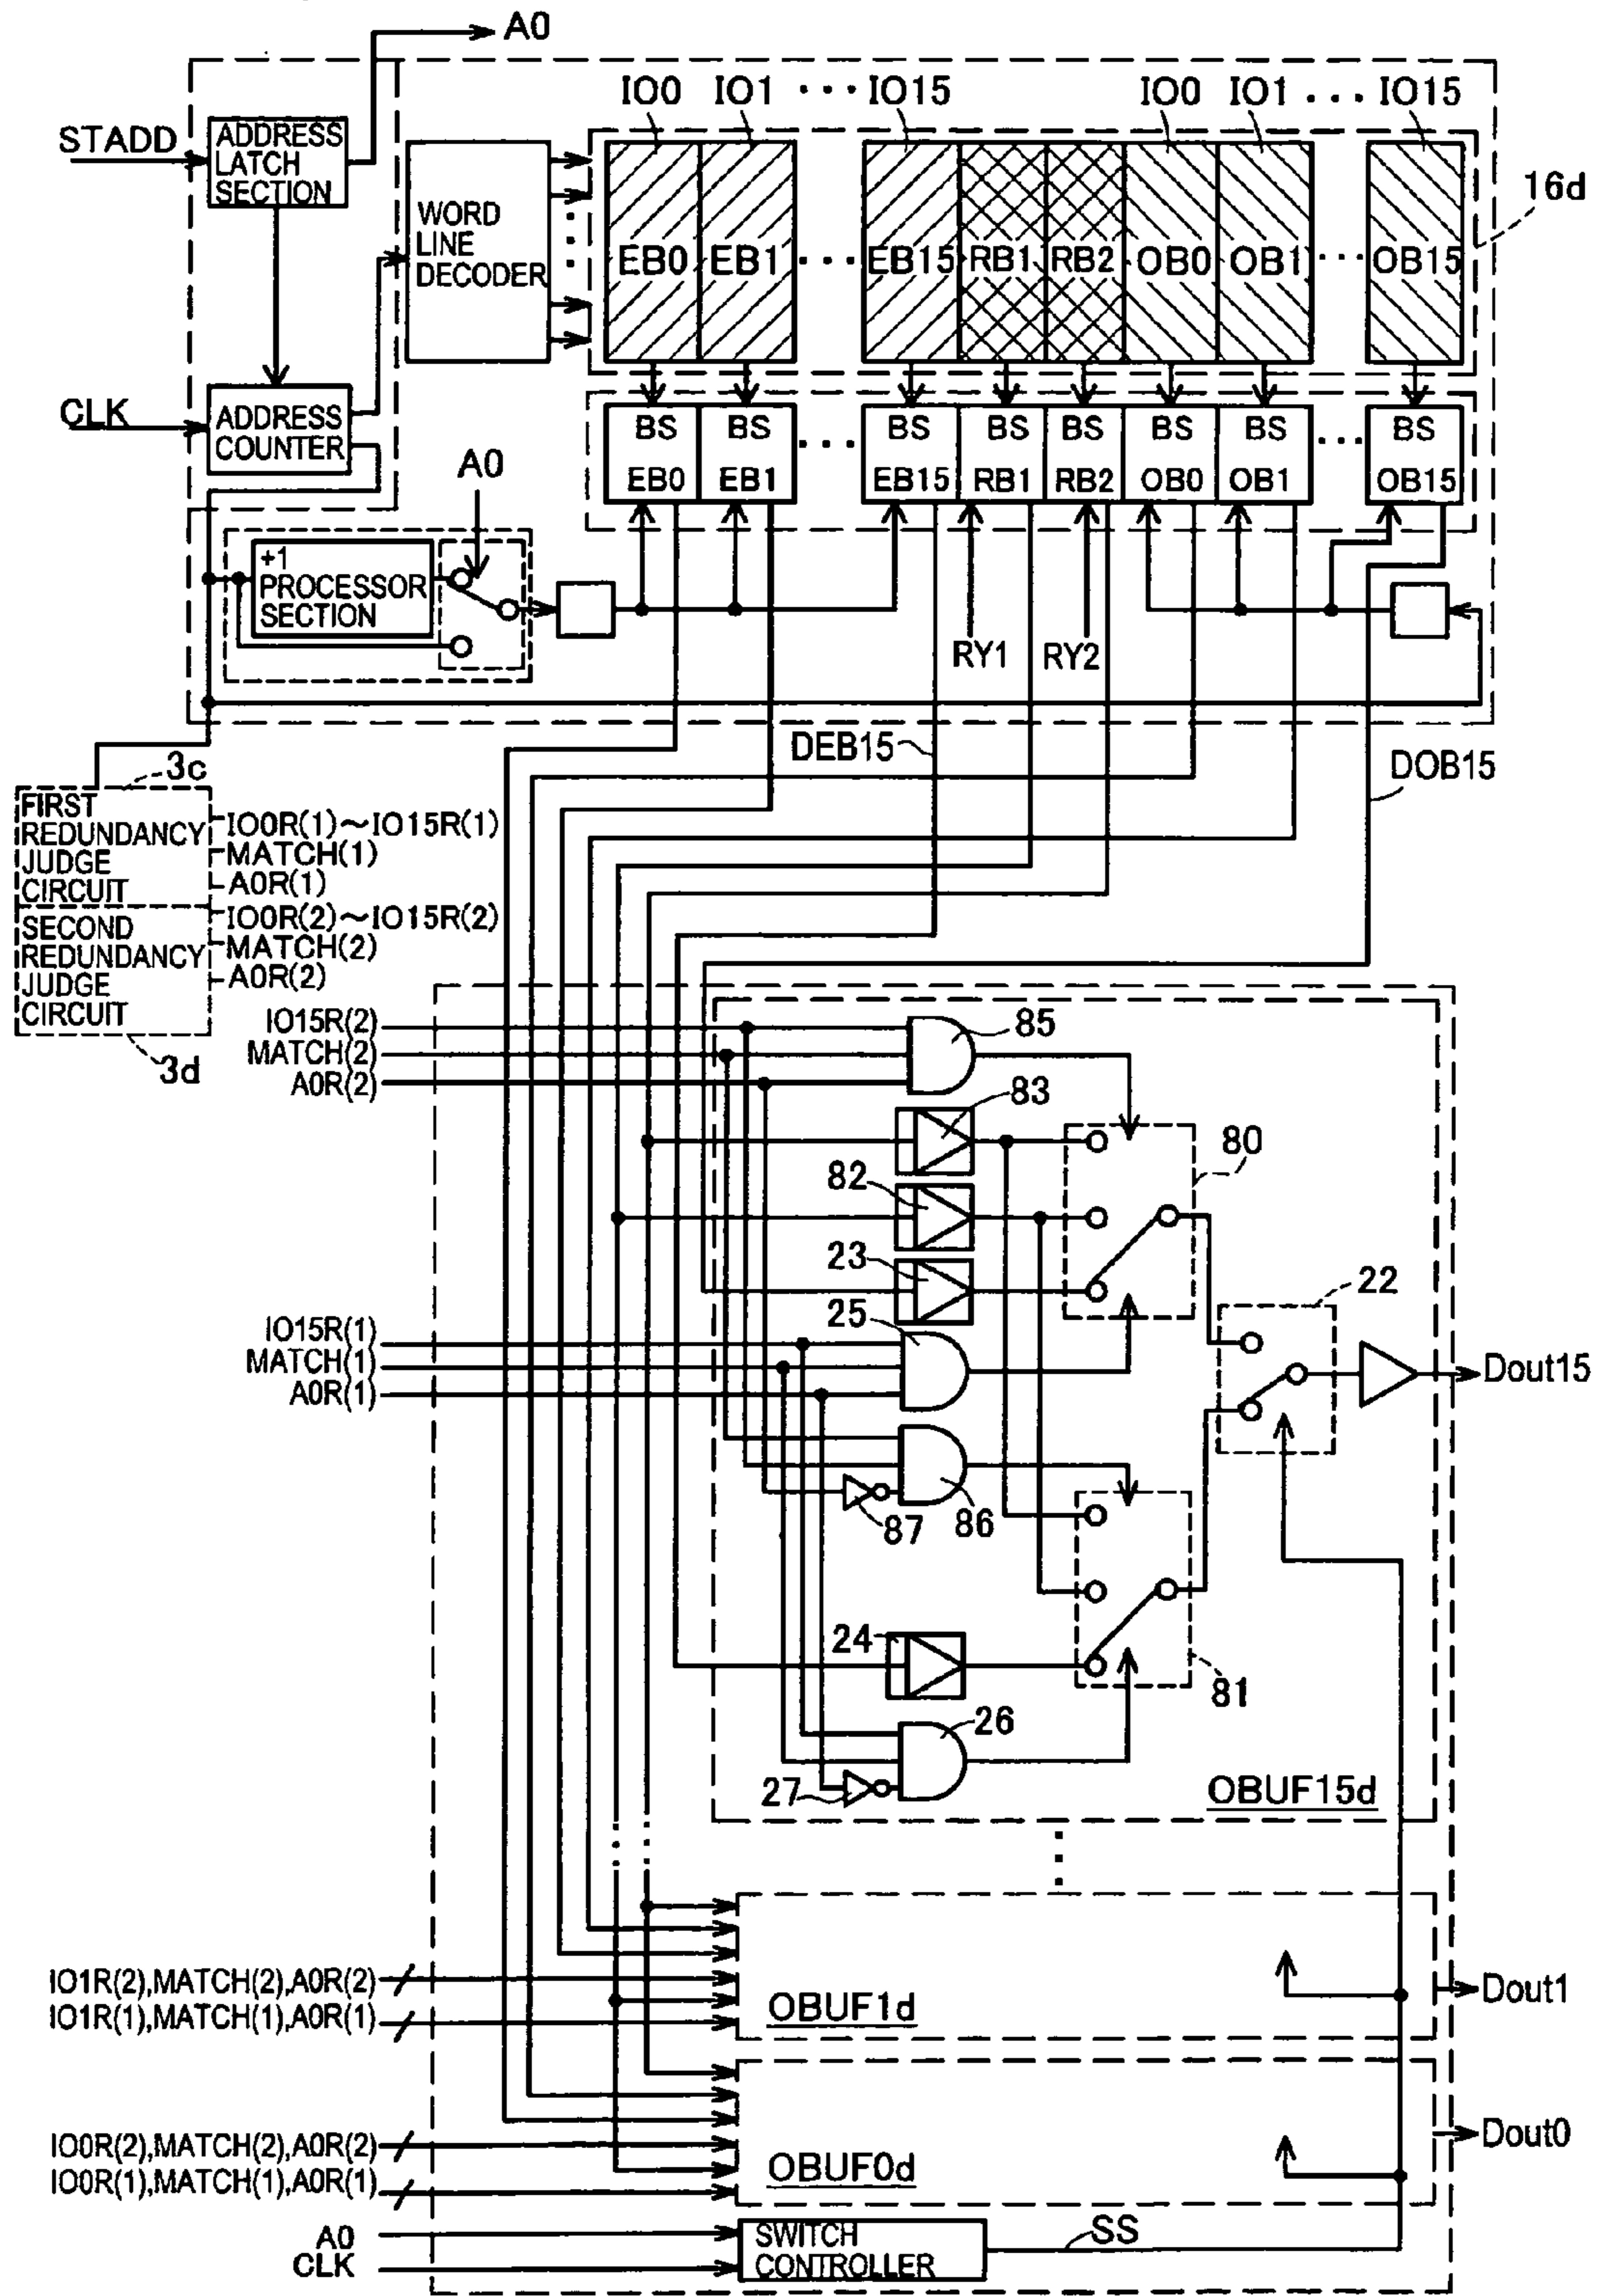 A0
IO0 IO1 ··· IO15 IO0 IO1 ··· IO15
STADD
ADDRESS
LATCH
SECTION
WORD
LINE
DECODER
16d
EB0 EB1 ··· EB15 RB1 RB2 OB0 OB1 ··· OB15
CLK
ADDRESS
COUNTER
BS BS ··· BS BS BS BS BS ··· BS
EB0 EB1 EB15 RB1 RB2 OB0 OB1 OB15
A0
+1
PROCESSOR
SECTION
RY1 RY2
DEB15
DOB15
3c
FIRST
REDUNDANCY
JUDGE
CIRCUIT
IO0R(1)~IO15R(1)
MATCH(1)
A0R(1)
SECOND
REDUNDANCY
JUDGE
CIRCUIT
IO0R(2)~IO15R(2)
MATCH(2)
A0R(2)
3d
IO15R(2)
MATCH(2)
A0R(2)
85
83
80
82
23
22
25
IO15R(1)
MATCH(1)
A0R(1)
Dout15
87
86
24
81
26
27
OBUF15d
IO1R(2),MATCH(2),A0R(2)
IO1R(1),MATCH(1),A0R(1)
OBUF1d
Dout1
IO0R(2),MATCH(2),A0R(2)
IO0R(1),MATCH(1),A0R(1)
OBUF0d
Dout0
A0
CLK
SWITCH
CONTROLLER
SS